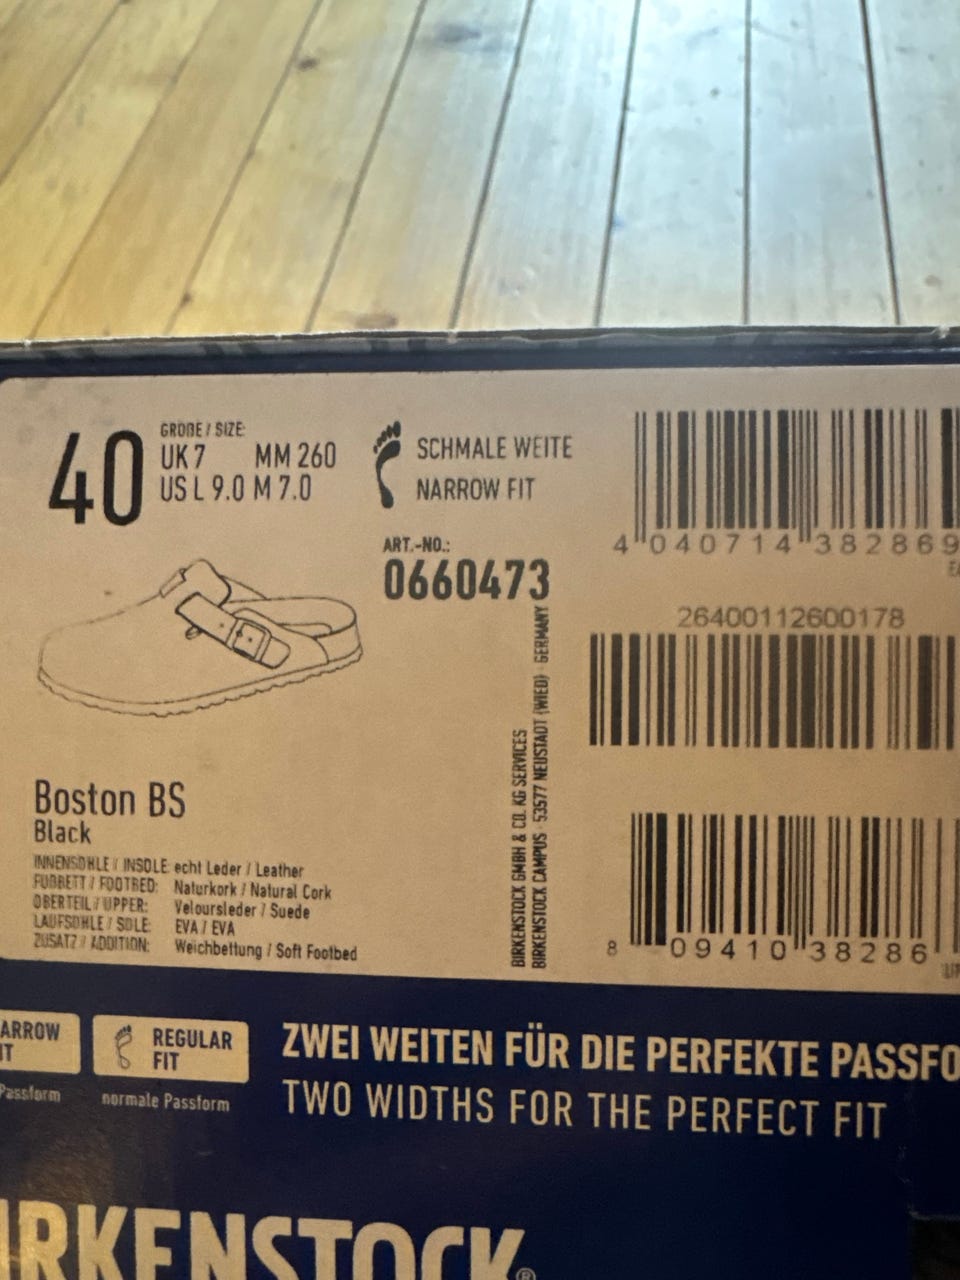 40
GRÖßE / SIZE:
UK 7 MM 260
US L 9.0 M 7.0
SCHMALE WEITE
NARROW FIT
ART.-NO.:
0660473
4 040714 382869
26400112600178
8 09410 38286
Boston BS
Black
INNENSOHLE / INSOLE: echt Leder / Leather
FUßBETT / FOOTBED: Naturkork / Natural Cork
OBERTEIL / UPPER: Veloursleder / Suede
LAUFSOHLE / SOLE: EVA / EVA
ZUSATZ / ADDITION: Weichbettung / Soft Footbed
BIRKENSTOCK GMBH & CO. KG SERVICES
BIRKENSTOCK CAMPUS · 53577 NEUSTADT (WIED) · GERMANY
ARROW
IT
Passform
REGULAR
FIT
normale Passform
ZWEI WEITEN FÜR DIE PERFEKTE PASSFO
TWO WIDTHS FOR THE PERFECT FIT
IRKENSTOCK®